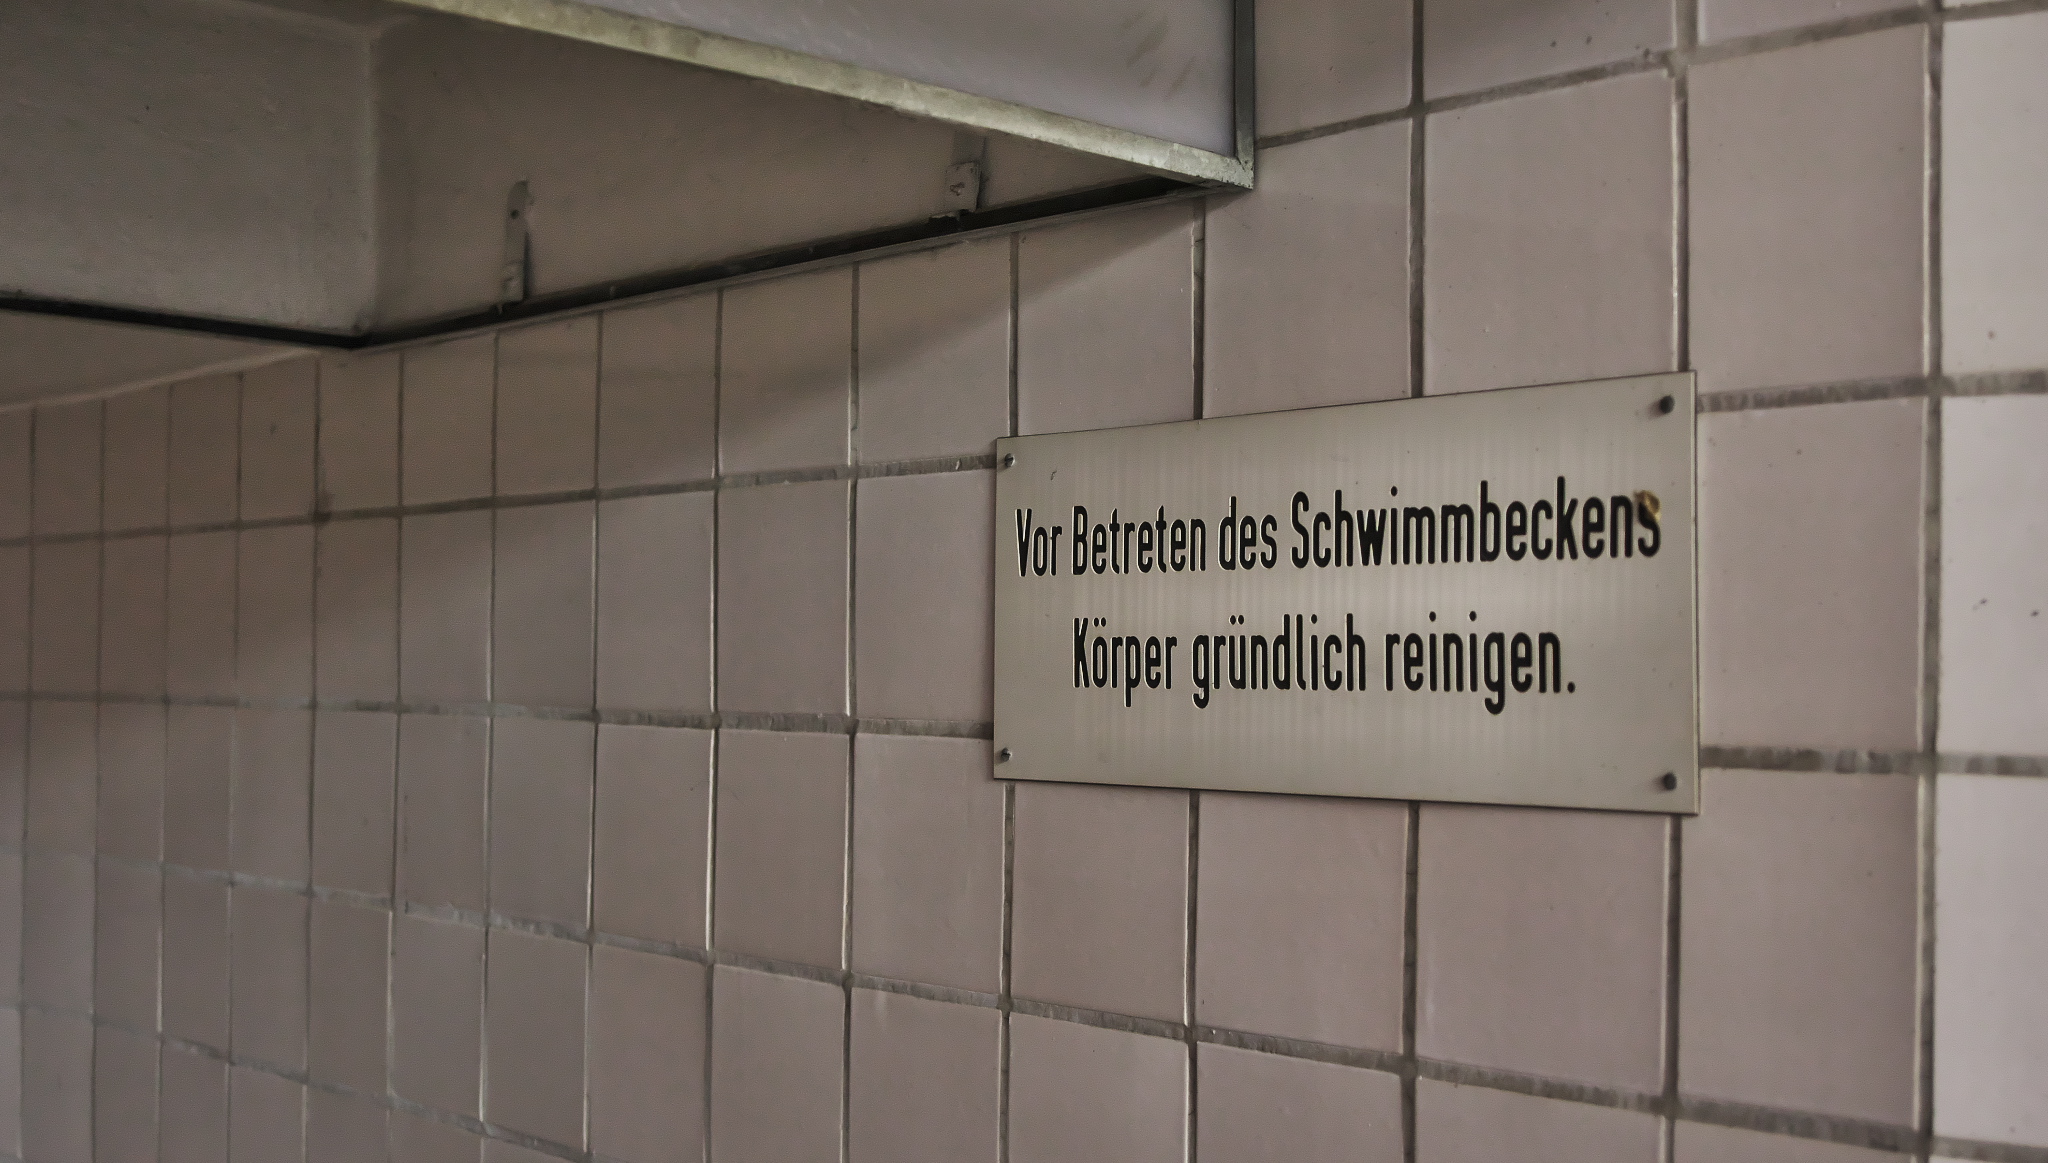 Vor Betreten des Schwimmbeckens
Körper gründlich reinigen.